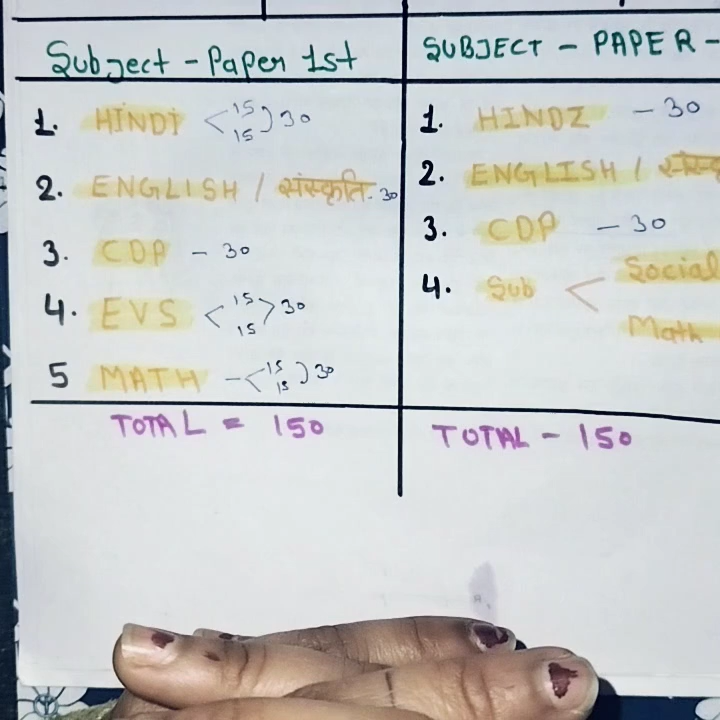 Subject - Paper 1st
1. HINDI < 15 15 ) 30
2. ENGLISH / संस्कृति - 30
3. CDP - 30
4. EVS < 15 15 > 30
5 MATH - < 15 15 ) 30
TOTAL = 150
SUBJECT - PAPER -
1. HINDI - 30
2. ENGLISH /
3. CDP - 30
4. Sub < Social
Math
TOTAL - 150